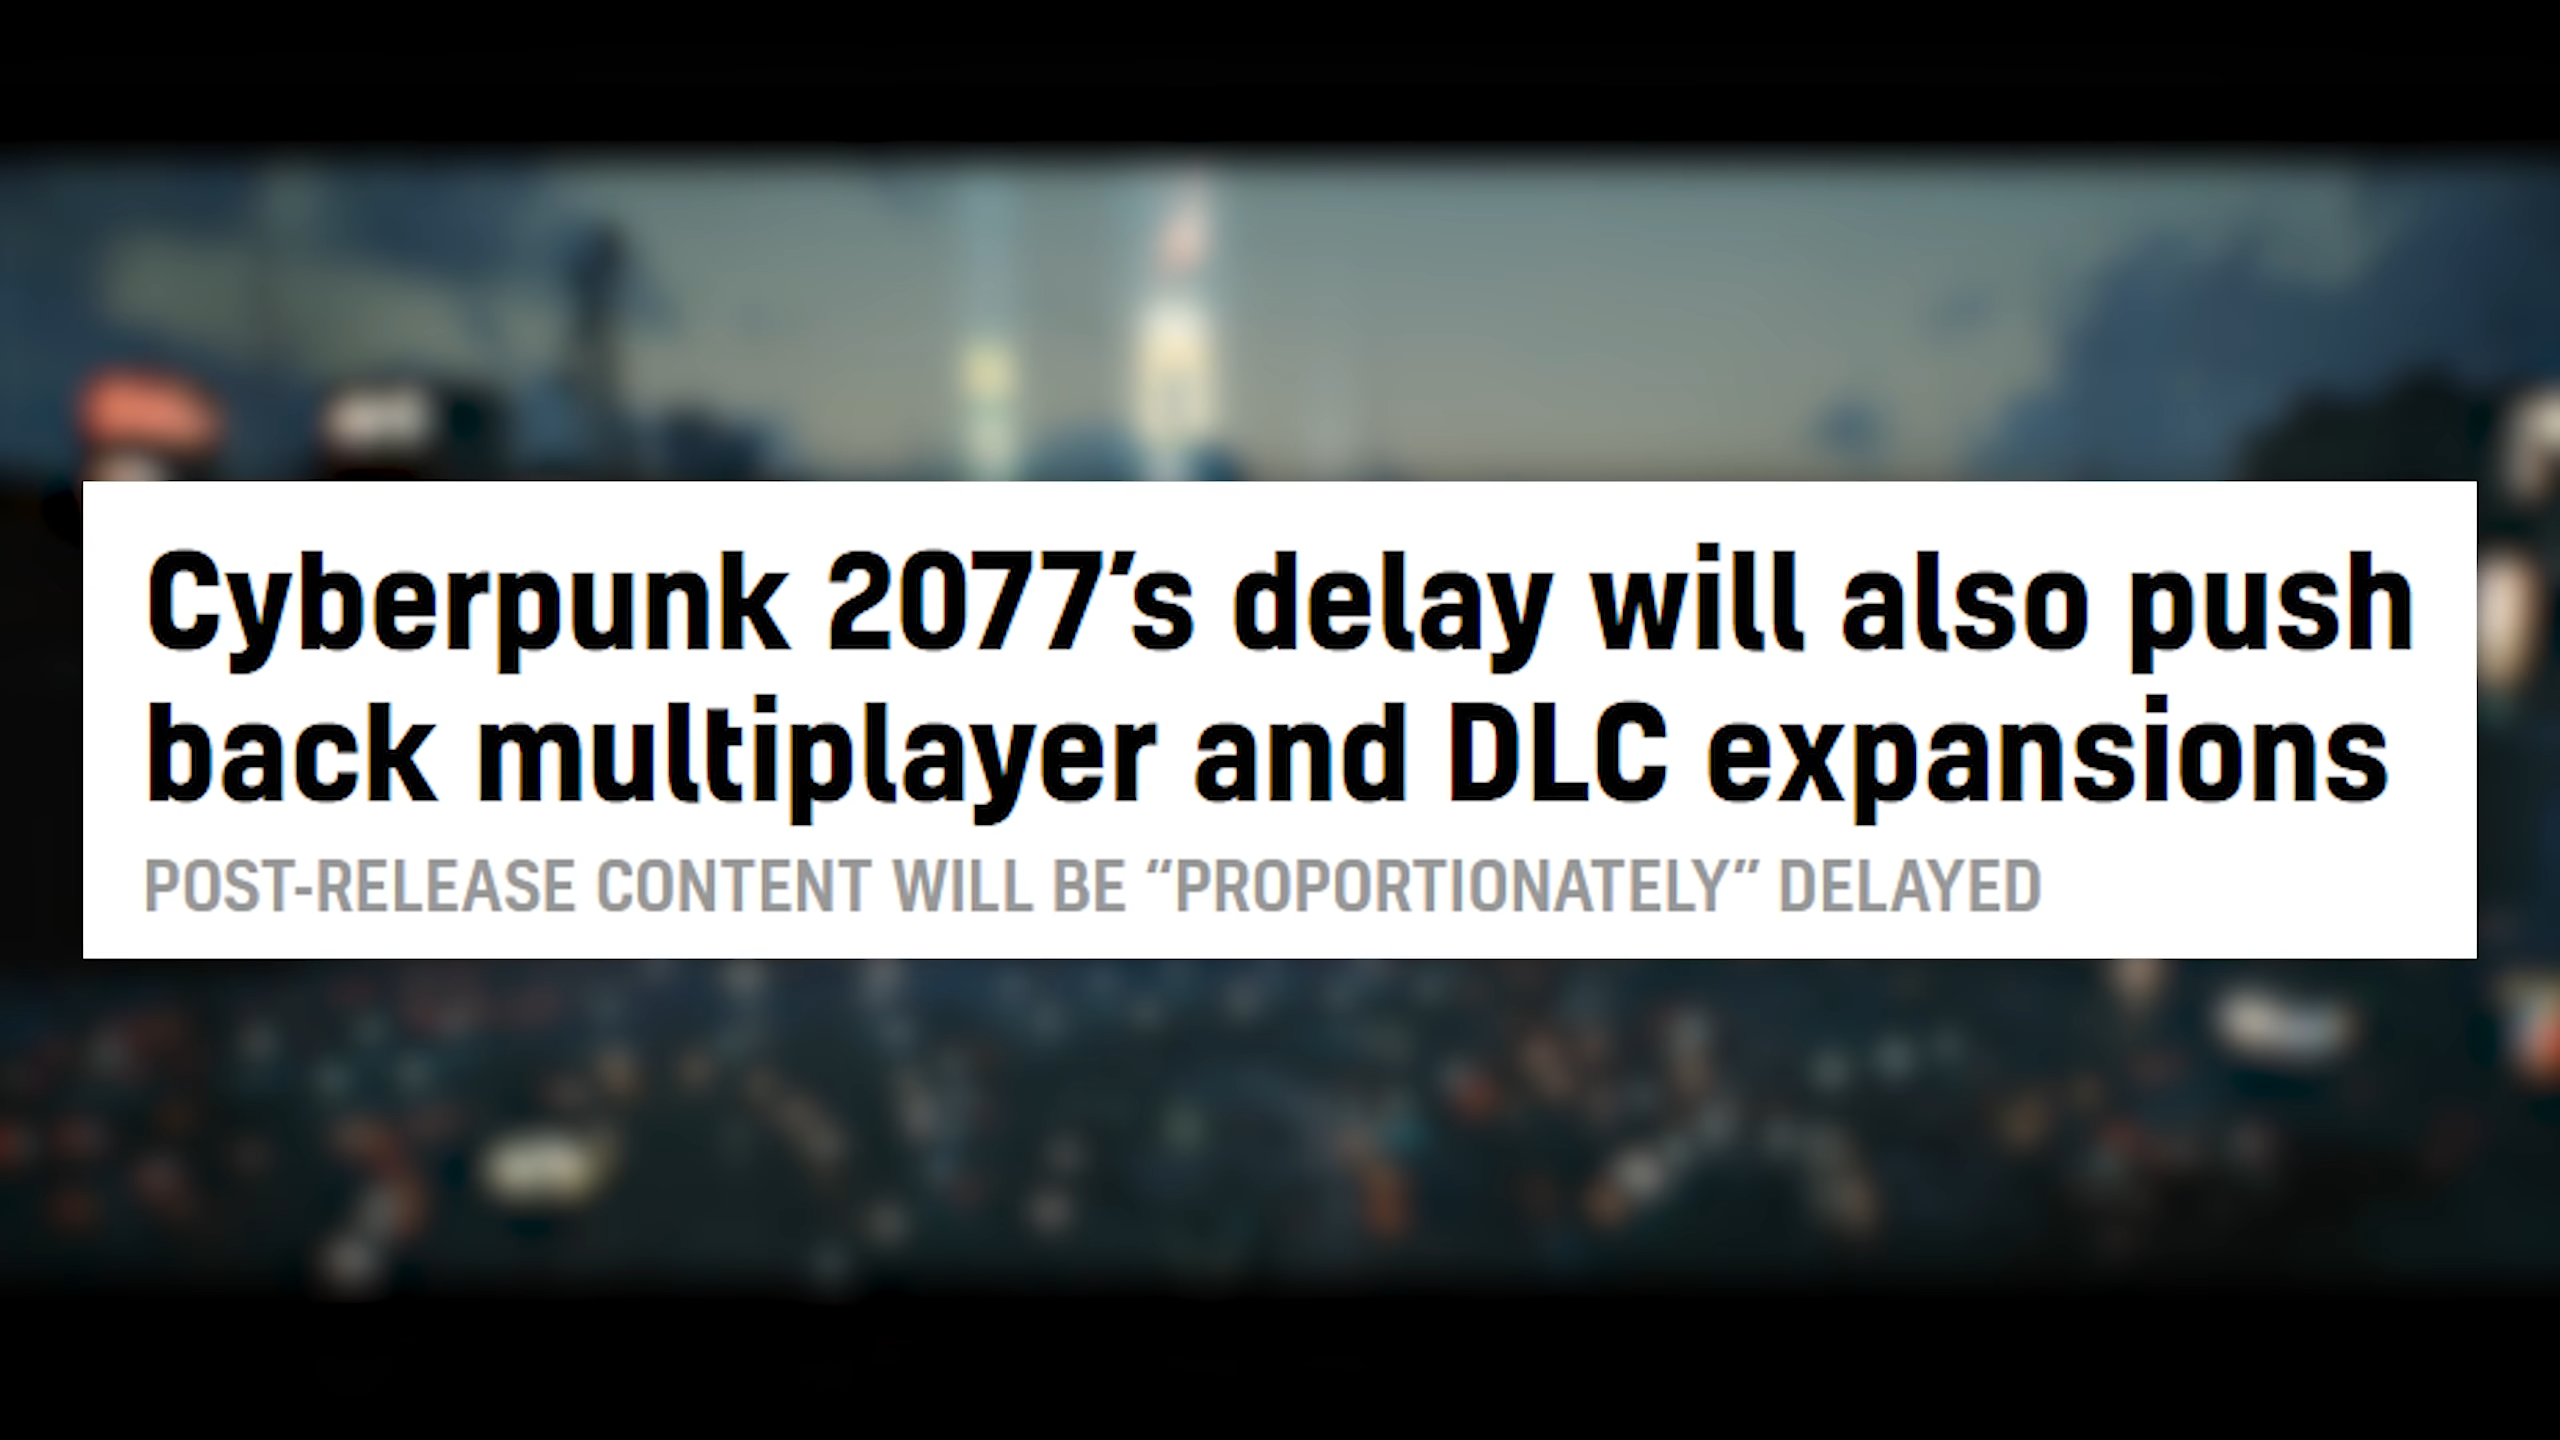 Cyberpunk 2077’s delay will also push
back multiplayer and DLC expansions
POST-RELEASE CONTENT WILL BE “PROPORTIONATELY” DELAYED